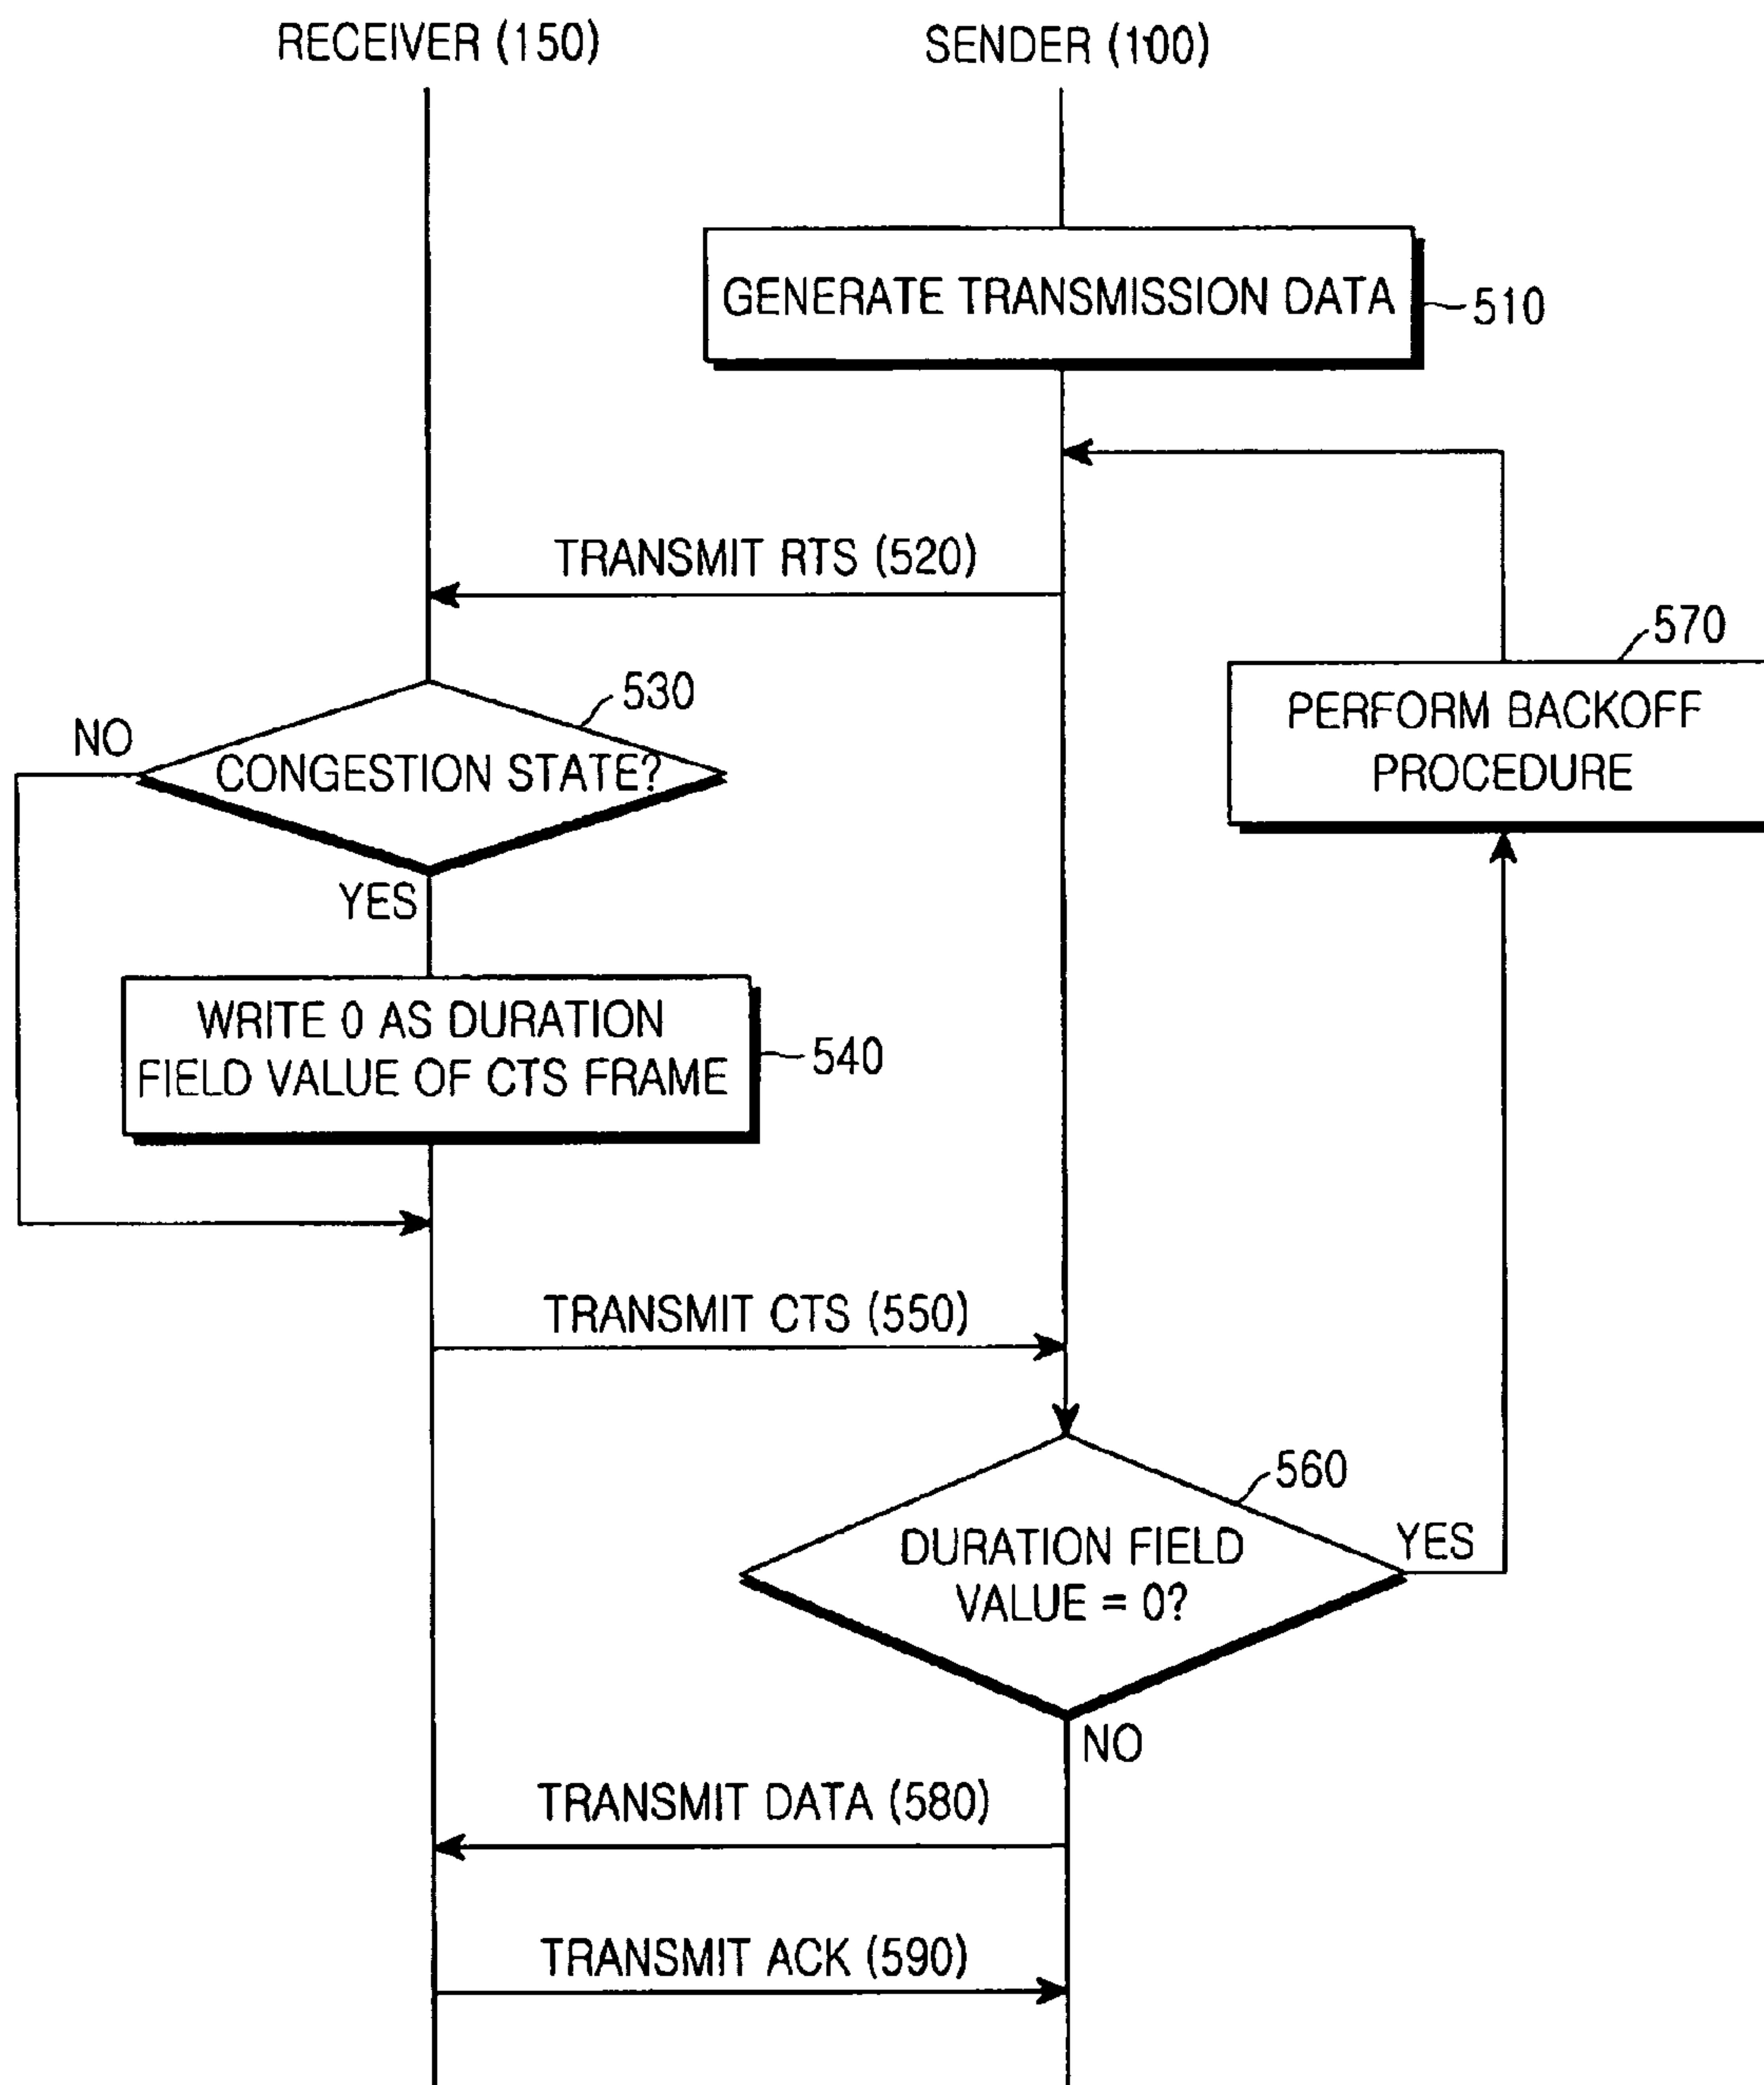 RECEIVER (150)
SENDER (100)
GENERATE TRANSMISSION DATA
510
TRANSMIT RTS (520)
570
PERFORM BACKOFF
PROCEDURE
530
NO
CONGESTION STATE?
YES
WRITE 0 AS DURATION
FIELD VALUE OF CTS FRAME
540
TRANSMIT CTS (550)
560
DURATION FIELD
VALUE = 0?
YES
NO
TRANSMIT DATA (580)
TRANSMIT ACK (590)